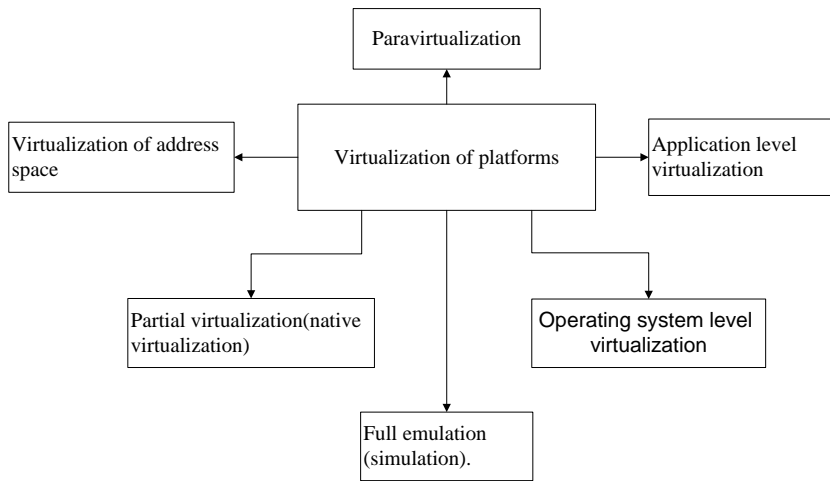 Paravirtualization
Virtualization of address
space
Virtualization of platforms
Application level
virtualization
Partial virtualization(native
virtualization)
Operating system level
virtualization
Full emulation
(simulation).